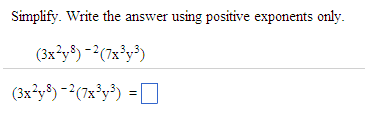 Simplify. Write the answer using positive exponents only.
(3x²y⁸)⁻²(7x³y³)
(3x²y⁸)⁻²(7x³y³) = □